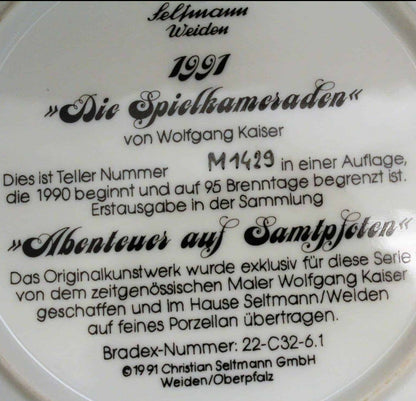 Seltmann
Weiden
1991
»Die Spielkameraden«
von Wolfgang Kaiser
Dies ist Teller Nummer M1429 in einer Auflage,
die 1990 beginnt und auf 95 Brenntage begrenzt ist.
Erstausgabe in der Sammlung
»Abenteuer auf Samtpfoten«
Das Originalkunstwerk wurde exklusiv für diese Serie
von dem zeitgenössischen Maler Wolfgang Kaiser
geschaffen und im Hause Seltmann/Weiden
auf feines Porzellan übertragen.
Bradex-Nummer: 22-C32-6.1
©1991 Christian Seltmann GmbH
Weiden/Oberpfalz